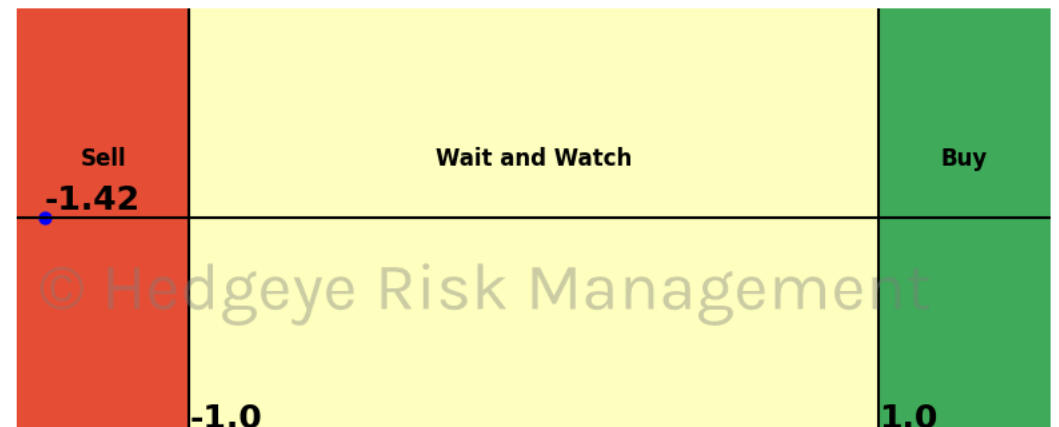 Sell
Wait and Watch
Buy
-1.42
© Hedgeye Risk Management
-1.0
1.0